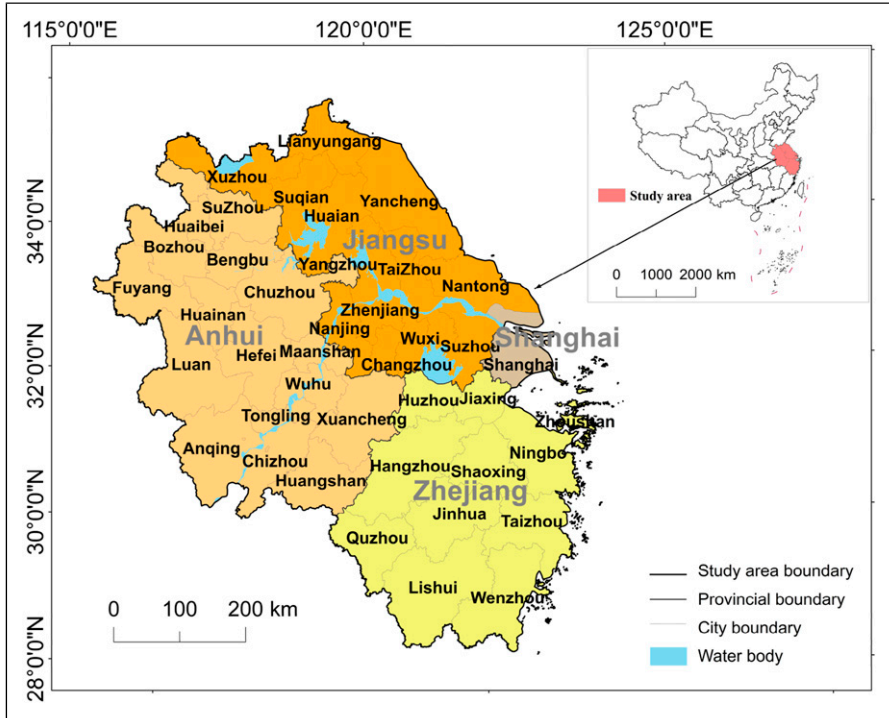 115°0'0"E
120°0'0"E
125°0'0"E
34°0'0"N
32°0'0"N
30°0'0"N
28°0'0"N
Study area
0 1000 2000 km
Lianyungang
Xuzhou
Suqian
SuZhou
Huaian
Yancheng
Huaibei
Bozhou
Jiangsu
Bengbu
Yangzhou
TaiZhou
Fuyang
Chuzhou
Nantong
Huainan
Zhenjiang
Nanjing
Anhui
Wuxi
Suzhou
Shanghai
Hefei
Maanshan
Luan
Changzhou
Shanghai
Wuhu
Huzhou
Jiaxing
Tongling
Xuancheng
Zhoushan
Anqing
Ningbo
Chizhou
Hangzhou
Shaoxing
Huangshan
Zhejiang
Jinhua
Taizhou
Quzhou
Lishui
Wenzhou
0 100 200 km
Study area boundary
Provincial boundary
City boundary
Water body